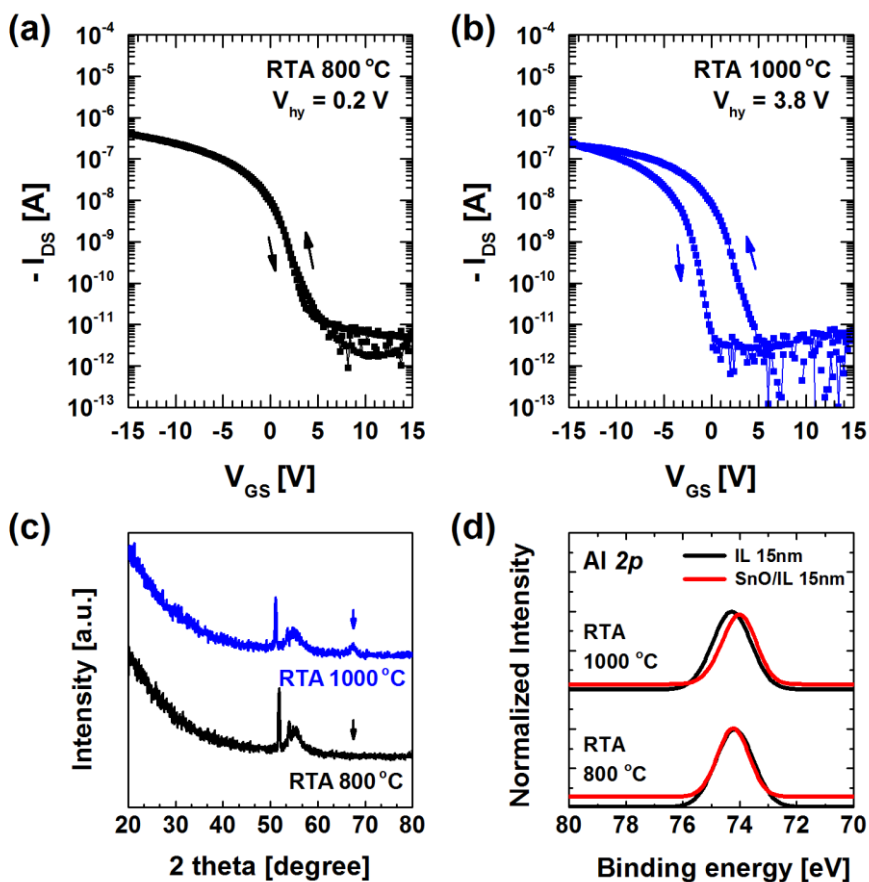 (a)
10⁻⁴
10⁻⁵
10⁻⁶
10⁻⁷
10⁻⁸
10⁻⁹
10⁻¹⁰
10⁻¹¹
10⁻¹²
10⁻¹³
- I_DS [A]
RTA 800 °C
V_hy = 0.2 V
-15 -10 -5 0 5 10 15
V_GS [V]
(b)
10⁻⁴
10⁻⁵
10⁻⁶
10⁻⁷
10⁻⁸
10⁻⁹
10⁻¹⁰
10⁻¹¹
10⁻¹²
10⁻¹³
- I_DS [A]
RTA 1000 °C
V_hy = 3.8 V
-15 -10 -5 0 5 10 15
V_GS [V]
(c)
Intensity [a.u.]
RTA 1000 °C
RTA 800 °C
20 30 40 50 60 70 80
2 theta [degree]
(d)
Normalized Intensity
Al 2p
IL 15nm
SnO/IL 15nm
RTA
1000 °C
RTA
800 °C
80 78 76 74 72 70
Binding energy [eV]